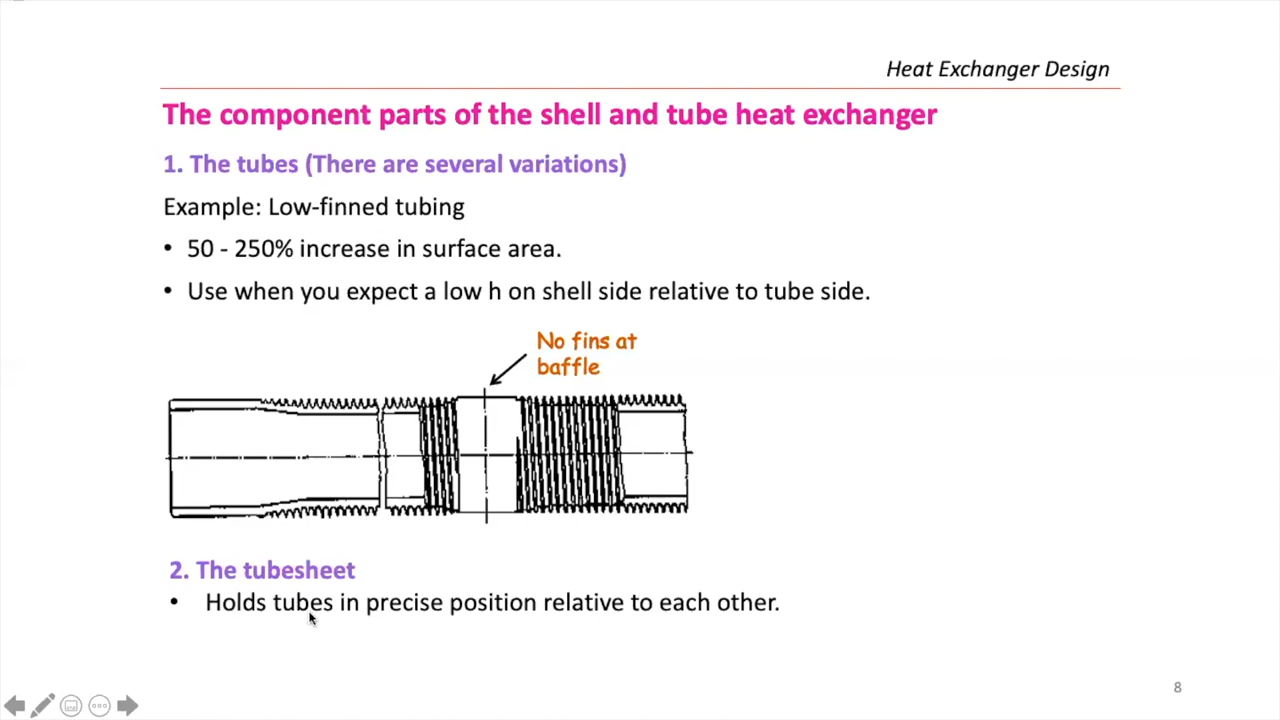 Heat Exchanger Design
The component parts of the shell and tube heat exchanger
1. The tubes (There are several variations)
Example: Low-finned tubing
• 50 - 250% increase in surface area.
• Use when you expect a low h on shell side relative to tube side.
No fins at
baffle
2. The tubesheet
• Holds tubes in precise position relative to each other.
8